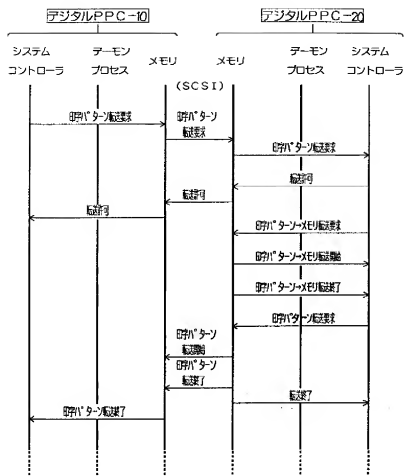 デジタルPPC-10
デジタルPPC-20
システム
コントローラ
デーモン
プロセス
メモリ
メモリ
デーモン
プロセス
システム
コントローラ
(SCSI)
印字パターン転送要求
印字パターン
転送要求
印字パターン転送要求
転送許可
転送許可
転送許可
印字パターン→メモリ転送要求
印字パターン→メモリ転送開始
印字パターン→メモリ転送終了
印字パターン転送要求
印字パターン
転送開始
印字パターン
転送終了
転送終了
印字パターン転送終了